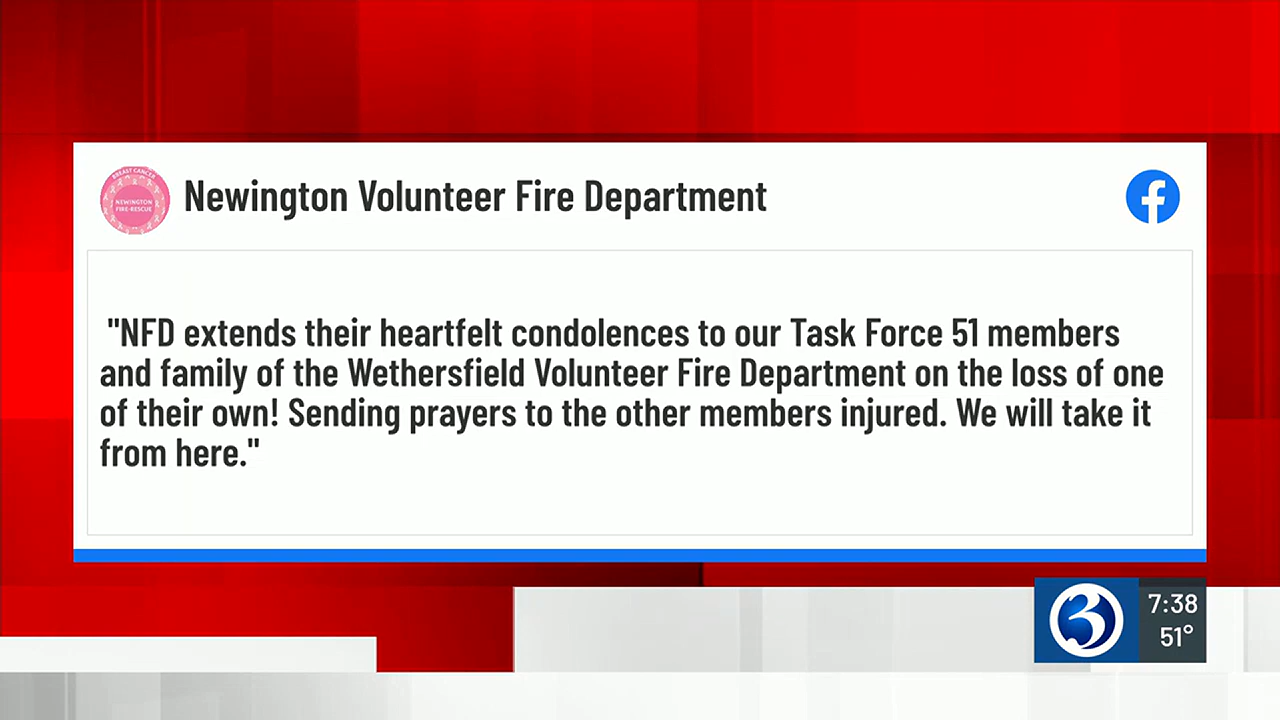 BREAST CANCER
NEWINGTON
FIRE-RESCUE
Newington Volunteer Fire Department
"NFD extends their heartfelt condolences to our Task Force 51 members
and family of the Wethersfield Volunteer Fire Department on the loss of one
of their own! Sending prayers to the other members injured. We will take it
from here."
3
7:38
51°